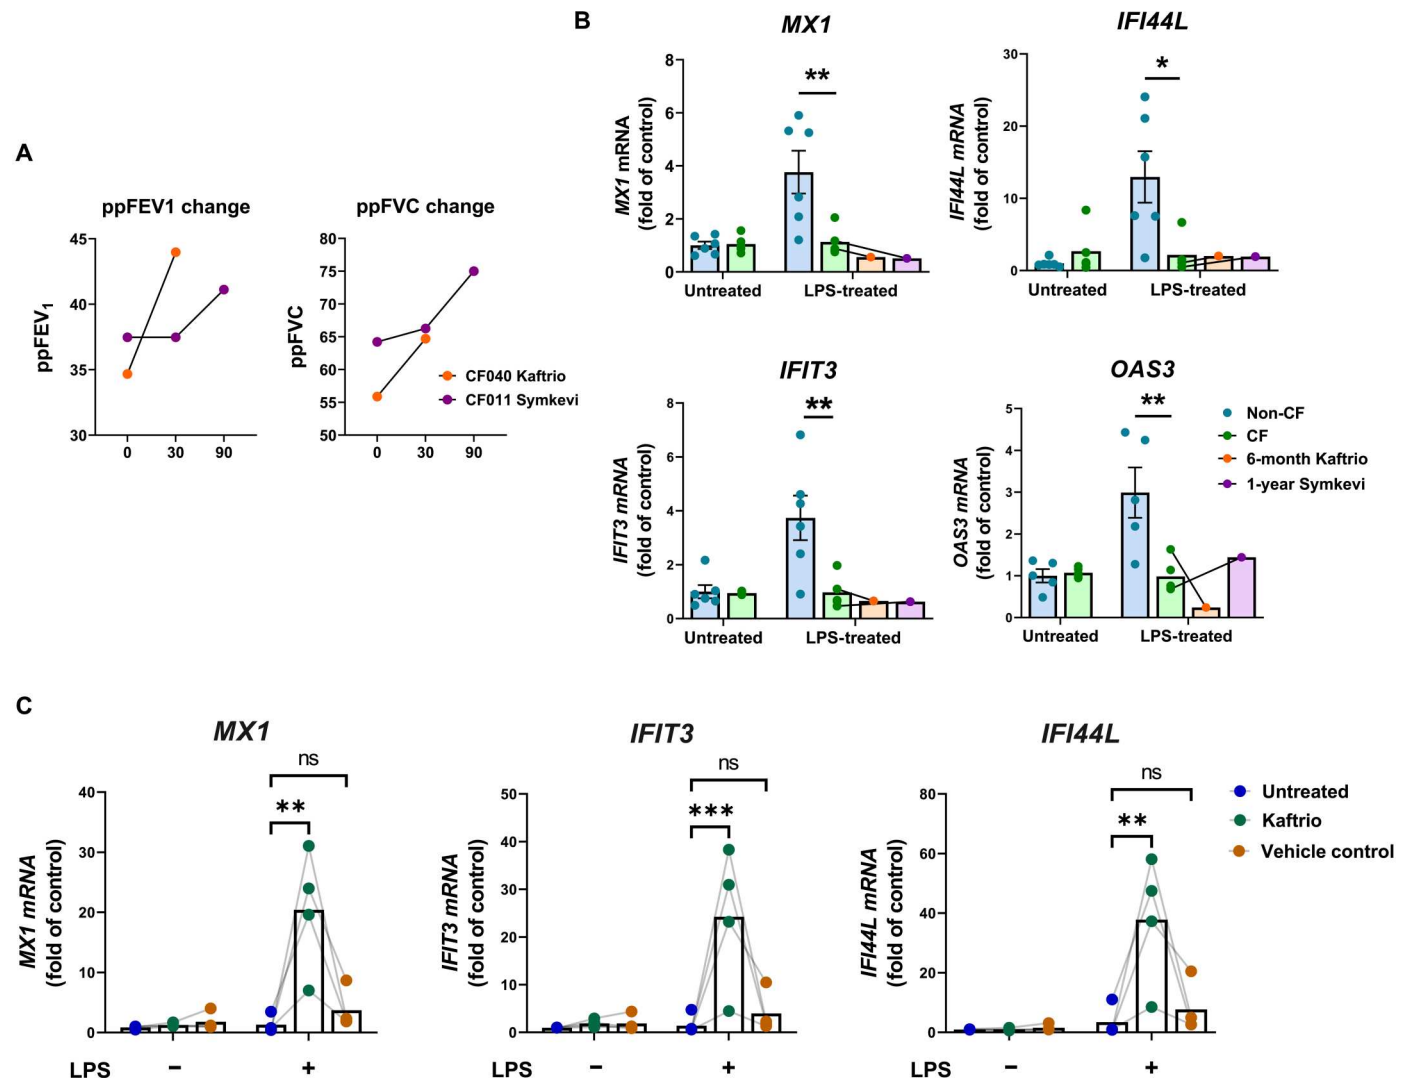 A
ppFEV1 change
ppFEV1
45
40
35
30
0 30 90
ppFVC change
ppFVC
80
75
70
65
60
55
50
0 30 90
CF040 Kaftrio
CF011 Symkevi
B
MX1
MX1 mRNA
(fold of control)
8
6
4
2
0
**
Untreated LPS-treated
IFI44L
IFI44L mRNA
(fold of control)
30
20
10
0
*
Untreated LPS-treated
IFIT3
IFIT3 mRNA
(fold of control)
8
6
4
2
0
**
Untreated LPS-treated
OAS3
OAS3 mRNA
(fold of control)
5
4
3
2
1
0
**
Untreated LPS-treated
Non-CF
CF
6-month Kaftrio
1-year Symkevi
C
MX1
MX1 mRNA
(fold of control)
40
30
20
10
0
ns
**
LPS − +
IFIT3
IFIT3 mRNA
(fold of control)
50
40
30
20
10
0
ns
***
LPS − +
IFI44L
IFI44L mRNA
(fold of control)
80
60
40
20
0
ns
**
LPS − +
Untreated
Kaftrio
Vehicle control